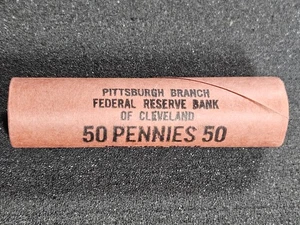 PITTSBURGH BRANCH
FEDERAL RESERVE BANK
OF CLEVELAND
50 PENNIES 50